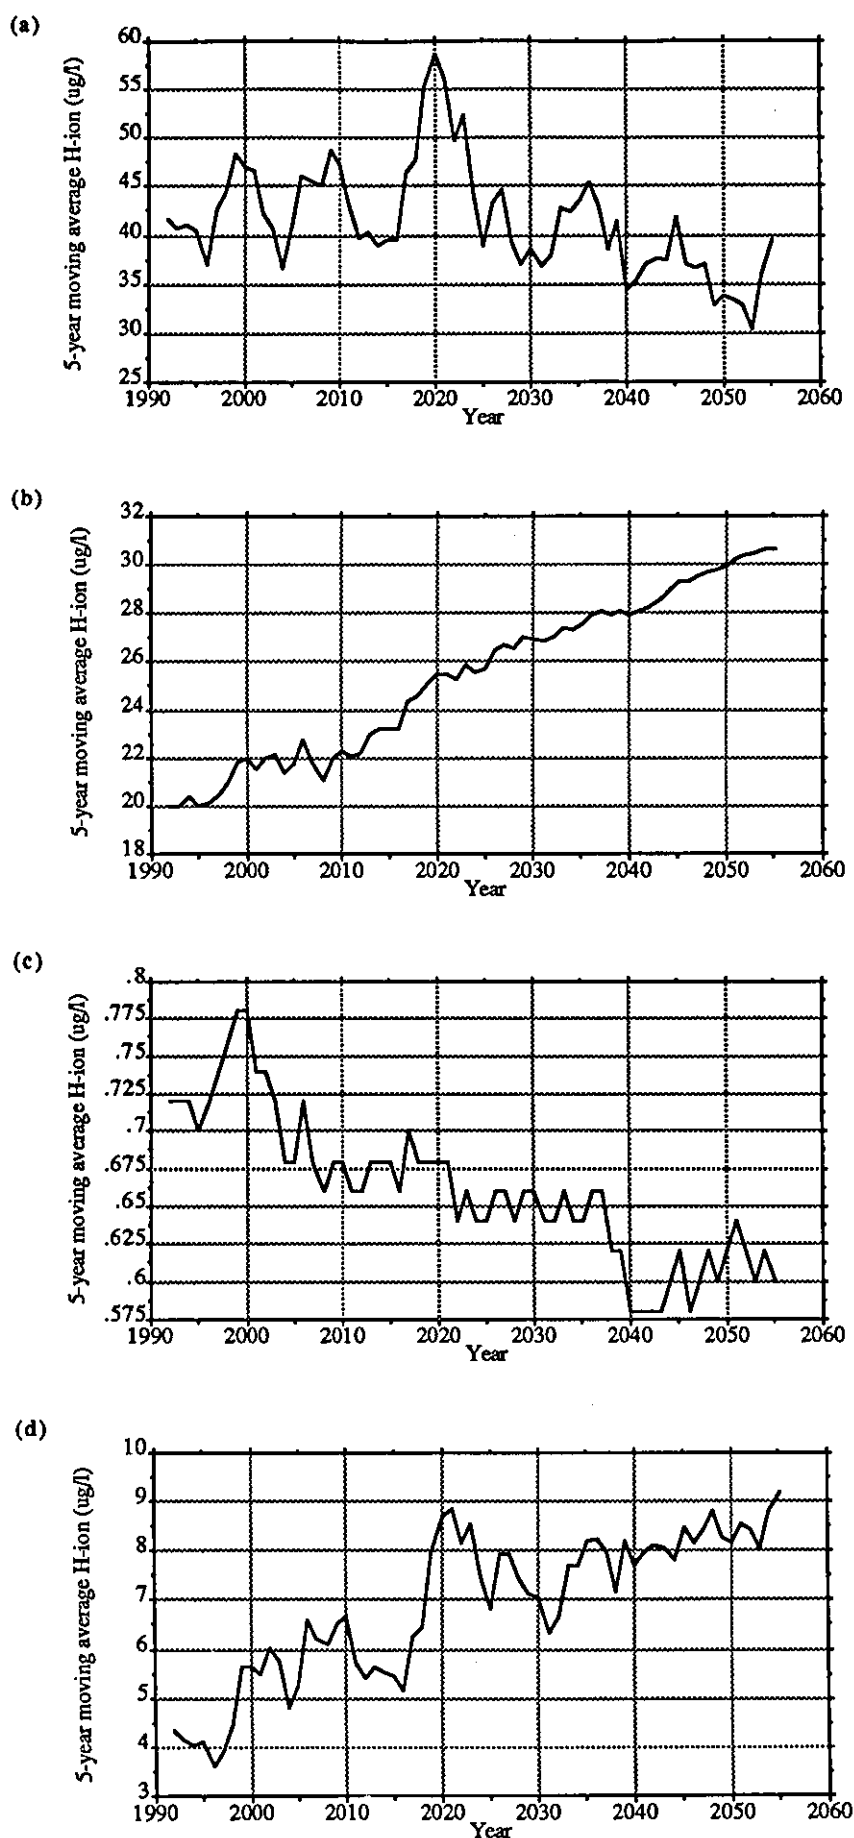 (a)
5-year moving average H-ion (ug/l)
60
55
50
45
40
35
30
25
1990 2000 2010 2020 2030 2040 2050 2060
Year
(b)
5-year moving average H-ion (ug/l)
32
30
28
26
24
22
20
18
1990 2000 2010 2020 2030 2040 2050 2060
Year
(c)
5-year moving average H-ion (ug/l)
.8
.775
.75
.725
.7
.675
.65
.625
.6
.575
1990 2000 2010 2020 2030 2040 2050 2060
Year
(d)
5-year moving average H-ion (ug/l)
10
9
8
7
6
5
4
3
1990 2000 2010 2020 2030 2040 2050 2060
Year